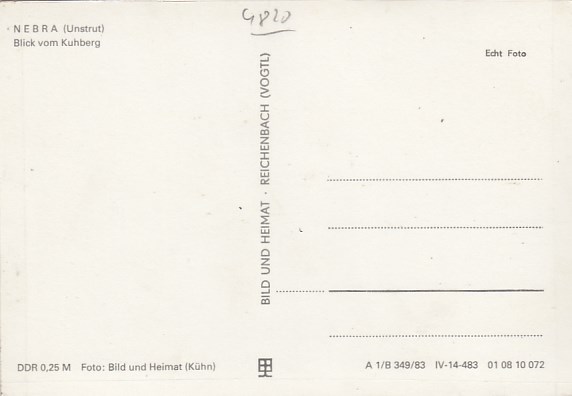 4820
NEBRA (Unstrut)
Blick vom Kuhberg
Echt Foto
BILD UND HEIMAT · REICHENBACH (VOGTL)
DDR 0,25 M Foto: Bild und Heimat (Kühn)
A 1/B 349/83 IV-14-483 01 08 10 072